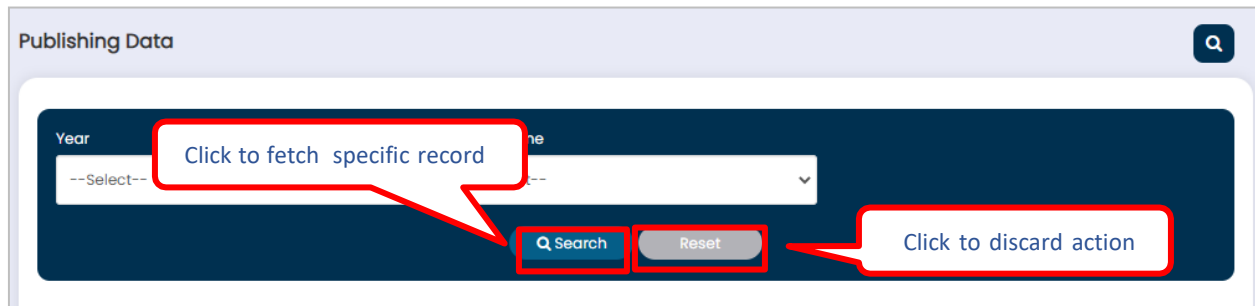 Publishing Data
Year
Click to fetch specific record
--Select--
Search
Reset
Click to discard action